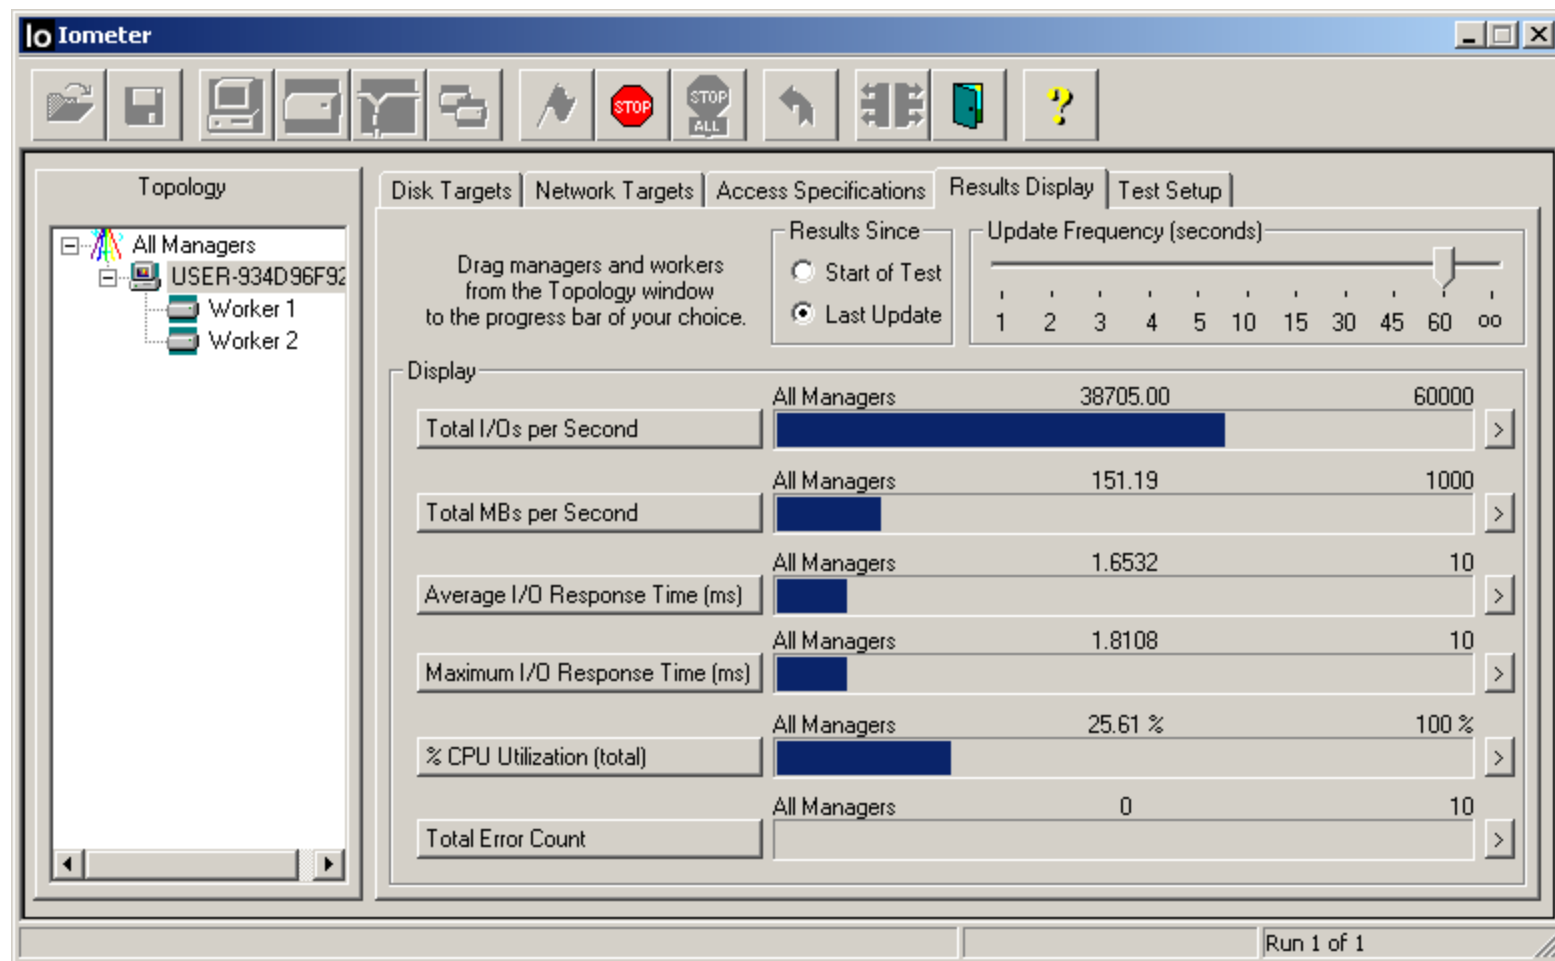 Io Iometer
STOP
STOP
ALL
?
Topology
All Managers
USER-934D96F92
Worker 1
Worker 2
Disk Targets
Network Targets
Access Specifications
Results Display
Test Setup
Drag managers and workers
from the Topology window
to the progress bar of your choice.
Results Since
Start of Test
Last Update
Update Frequency (seconds)
1 2 3 4 5 10 15 30 45 60 oo
Display
All Managers 38705.00 60000
Total I/Os per Second >
All Managers 151.19 1000
Total MBs per Second >
All Managers 1.6532 10
Average I/O Response Time (ms) >
All Managers 1.8108 10
Maximum I/O Response Time (ms) >
All Managers 25.61 % 100 %
% CPU Utilization (total) >
All Managers 0 10
Total Error Count >
Run 1 of 1